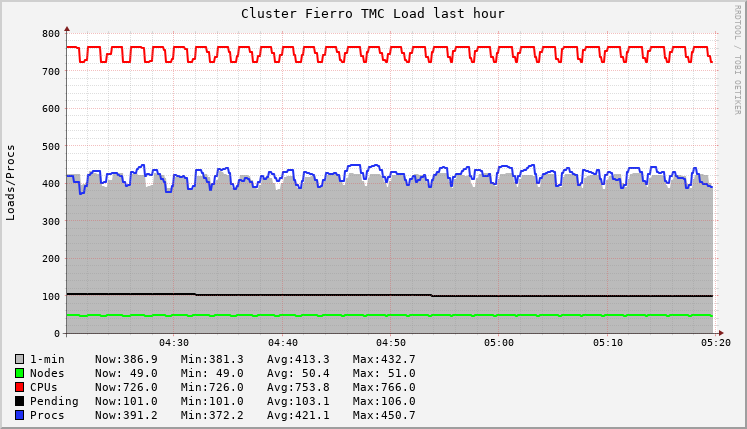 Cluster Fierro TMC Load last hour
RRDTOOL / TOBI OETIKER
Loads/Procs
800
700
600
500
400
300
200
100
0
04:30 04:40 04:50 05:00 05:10 05:20
1-min Now:386.9 Min:381.3 Avg:413.3 Max:432.7
Nodes Now: 49.0 Min: 49.0 Avg: 50.4 Max: 51.0
CPUs Now:726.0 Min:726.0 Avg:753.8 Max:766.0
Pending Now:101.0 Min:101.0 Avg:103.1 Max:106.0
Procs Now:391.2 Min:372.2 Avg:421.1 Max:450.7